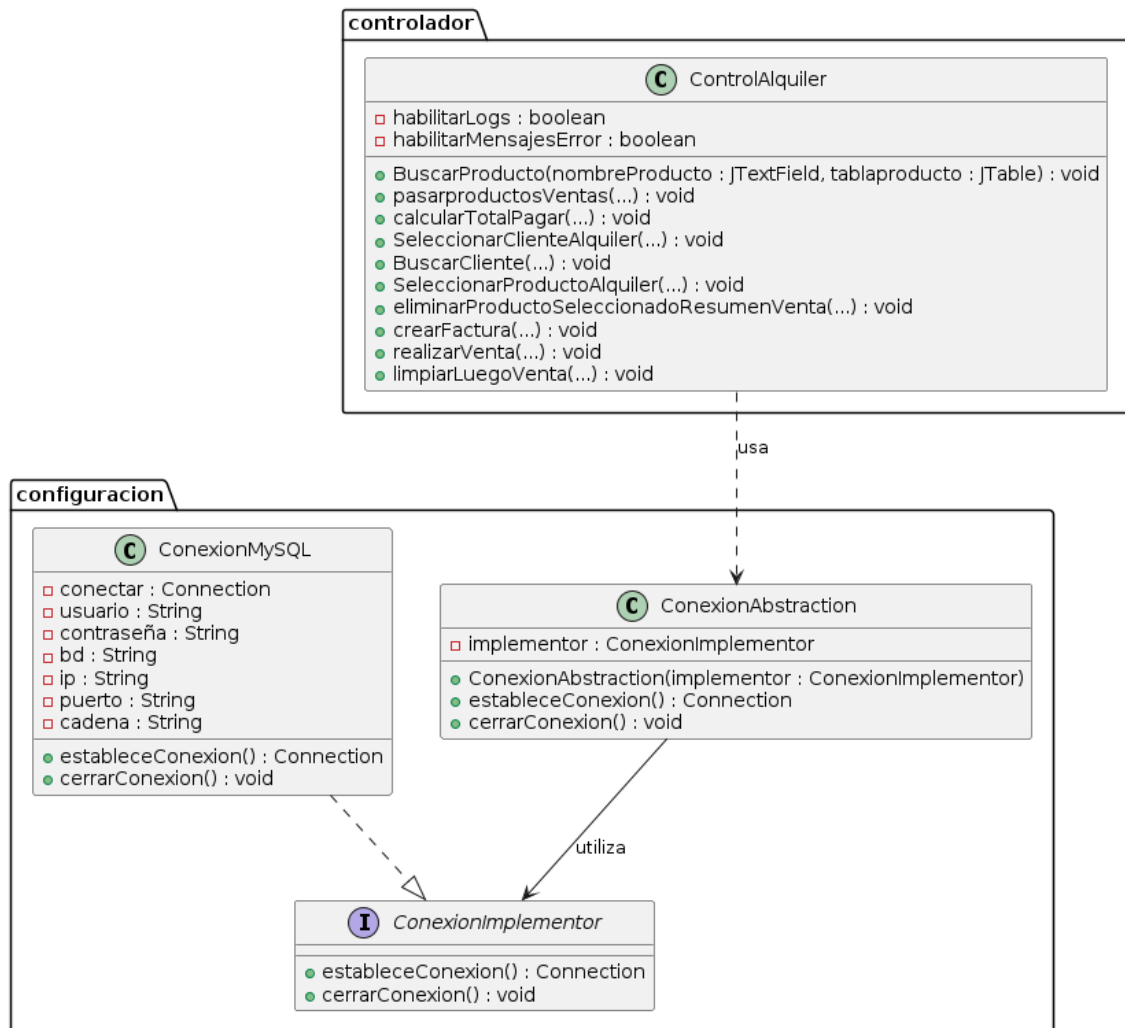 controlador
C ControlAlquiler
habilitarLogs : boolean
habilitarMensajesError : boolean
BuscarProducto(nombreProducto : JTextField, tablaproducto : JTable) : void
pasarproductosVentas(...) : void
calcularTotalPagar(...) : void
SeleccionarClienteAlquiler(...) : void
BuscarCliente(...) : void
SeleccionarProductoAlquiler(...) : void
eliminarProductoSeleccionadoResumenVenta(...) : void
crearFactura(...) : void
realizarVenta(...) : void
limpiarLuegoVenta(...) : void
usa
configuracion
C ConexionMySQL
conectar : Connection
usuario : String
contraseña : String
bd : String
ip : String
puerto : String
cadena : String
estableceConexion() : Connection
cerrarConexion() : void
C ConexionAbstraction
implementor : ConexionImplementor
ConexionAbstraction(implementor : ConexionImplementor)
estableceConexion() : Connection
cerrarConexion() : void
utiliza
I ConexionImplementor
estableceConexion() : Connection
cerrarConexion() : void